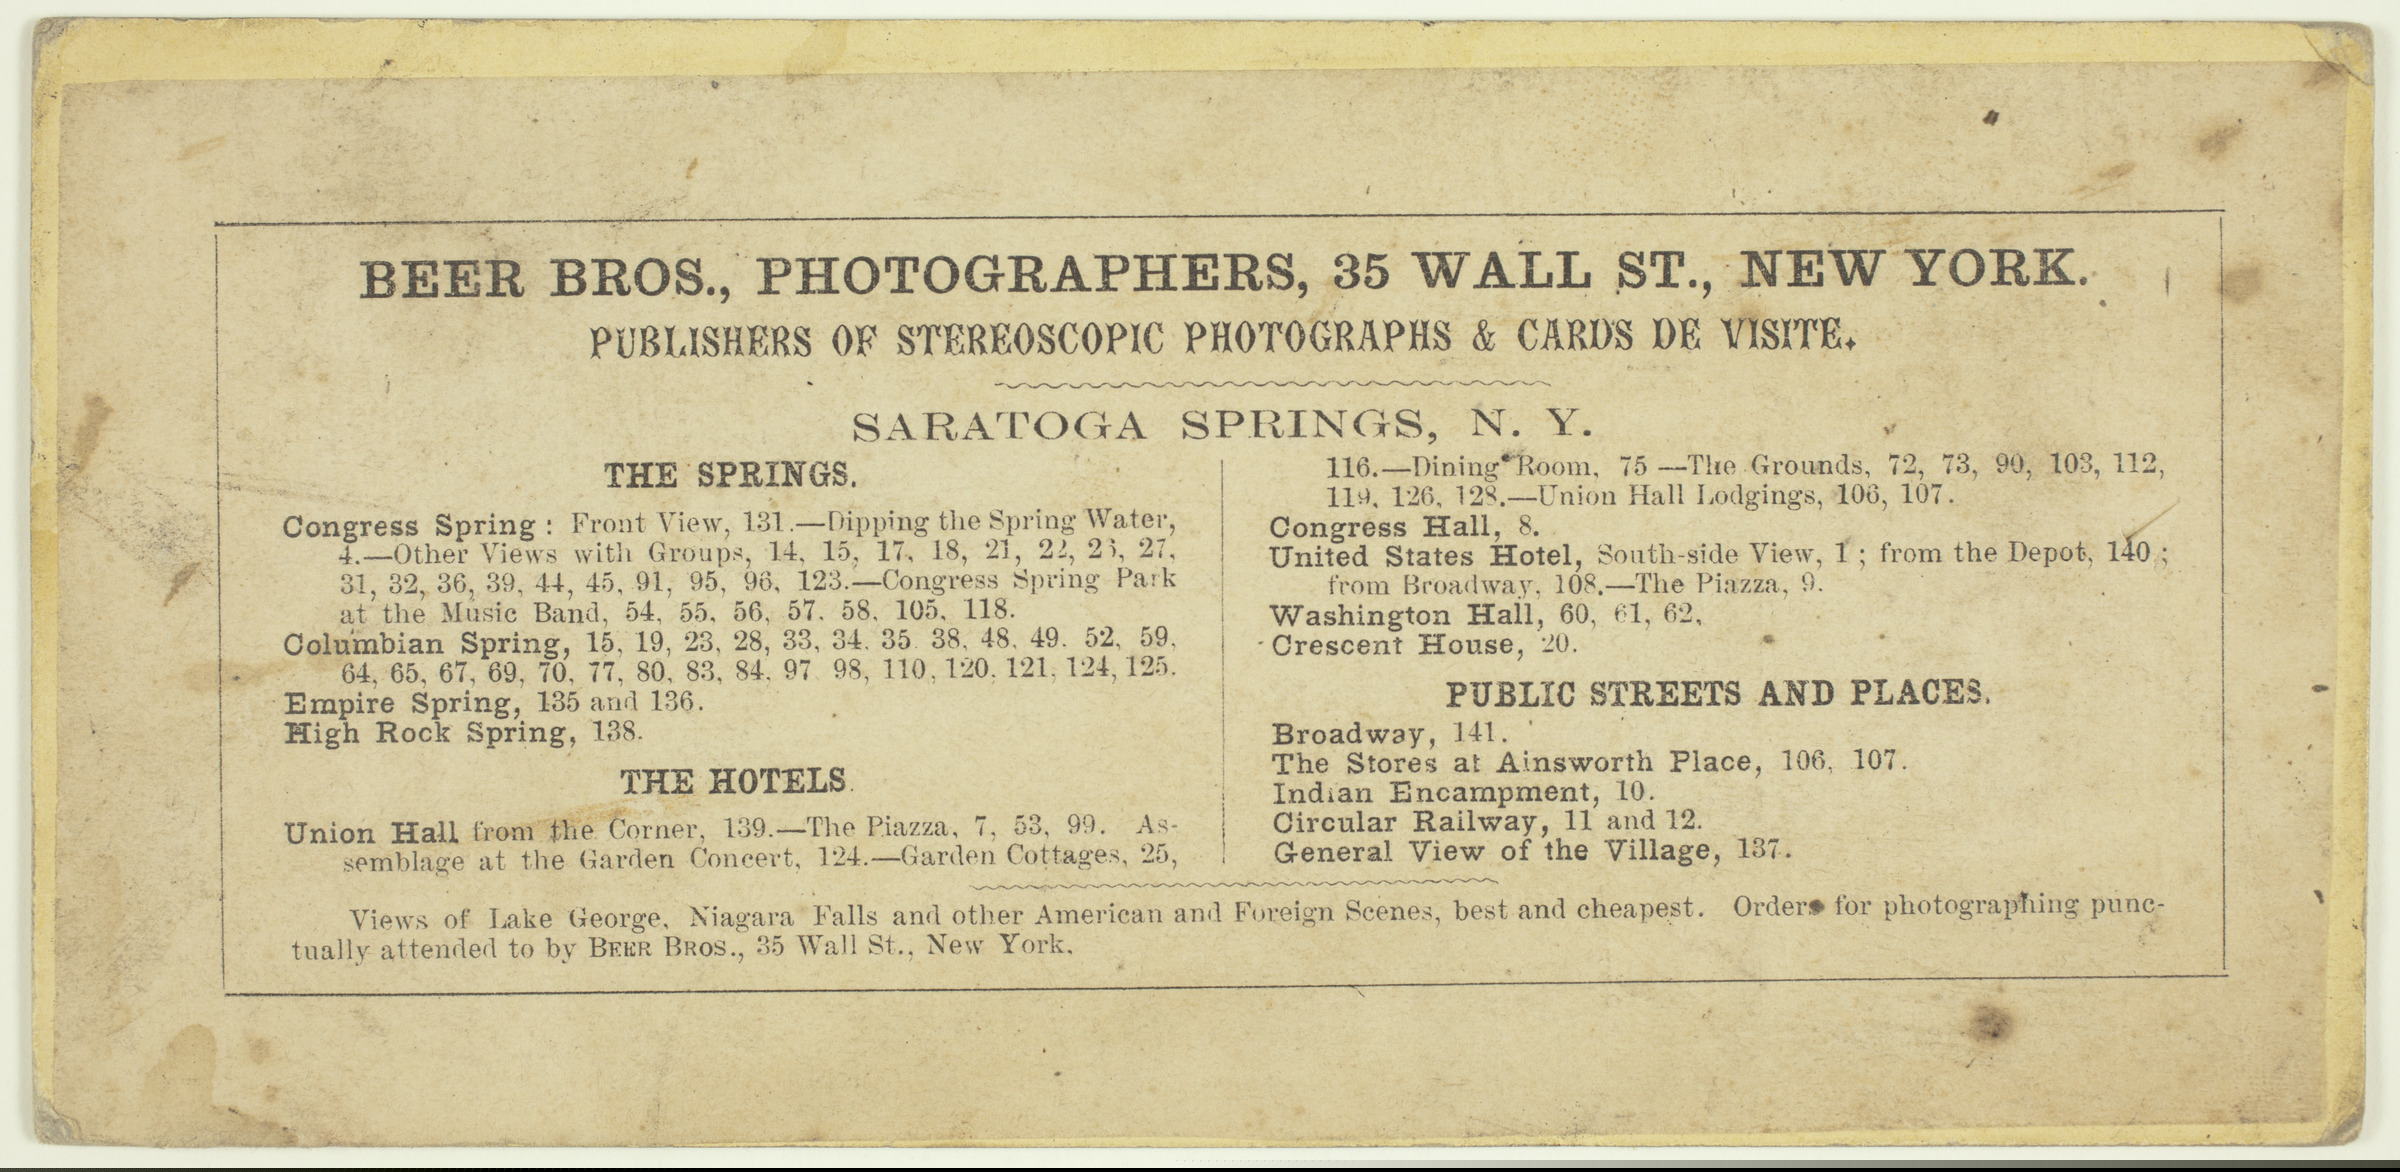 BEER BROS., PHOTOGRAPHERS, 35 WALL ST., NEW YORK.
PUBLISHERS OF STEREOSCOPIC PHOTOGRAPHS & CARDS DE VISITE.
SARATOGA SPRINGS, N. Y.
THE SPRINGS.
Congress Spring : Front View, 131.—Dipping the Spring Water,
4.—Other Views with Groups, 14, 15, 17, 18, 21, 22, 26, 27,
31, 32, 36, 39, 44, 45, 91, 95, 96, 123.—Congress Spring Park
at the Music Band, 54, 55, 56, 57, 58, 105, 118.
Columbian Spring, 15, 19, 23, 28, 33, 34, 35 38, 48, 49. 52, 59,
64, 65, 67, 69, 70, 77, 80, 83, 84, 97 98, 110, 120, 121, 124, 125.
Empire Spring, 135 and 136.
High Rock Spring, 138.
THE HOTELS.
Union Hall from the Corner, 139.—The Piazza, 7, 53, 99. As-
semblage at the Garden Concert, 124.—Garden Cottages, 25,
116.—Dining Room, 75 —The Grounds, 72, 73, 90, 103, 112,
119, 126, 128.—Union Hall Lodgings, 106, 107.
Congress Hall, 8.
United States Hotel, South-side View, 1 ; from the Depot, 140 ;
from Broadway, 108.—The Piazza, 9.
Washington Hall, 60, 61, 62,
Crescent House, 20.
PUBLIC STREETS AND PLACES.
Broadway, 141.
The Stores at Ainsworth Place, 106, 107.
Indian Encampment, 10.
Circular Railway, 11 and 12.
General View of the Village, 137.
Views of Lake George, Niagara Falls and other American and Foreign Scenes, best and cheapest. Orders for photographing punc-
tually attended to by BEER BROS., 35 Wall St., New York.